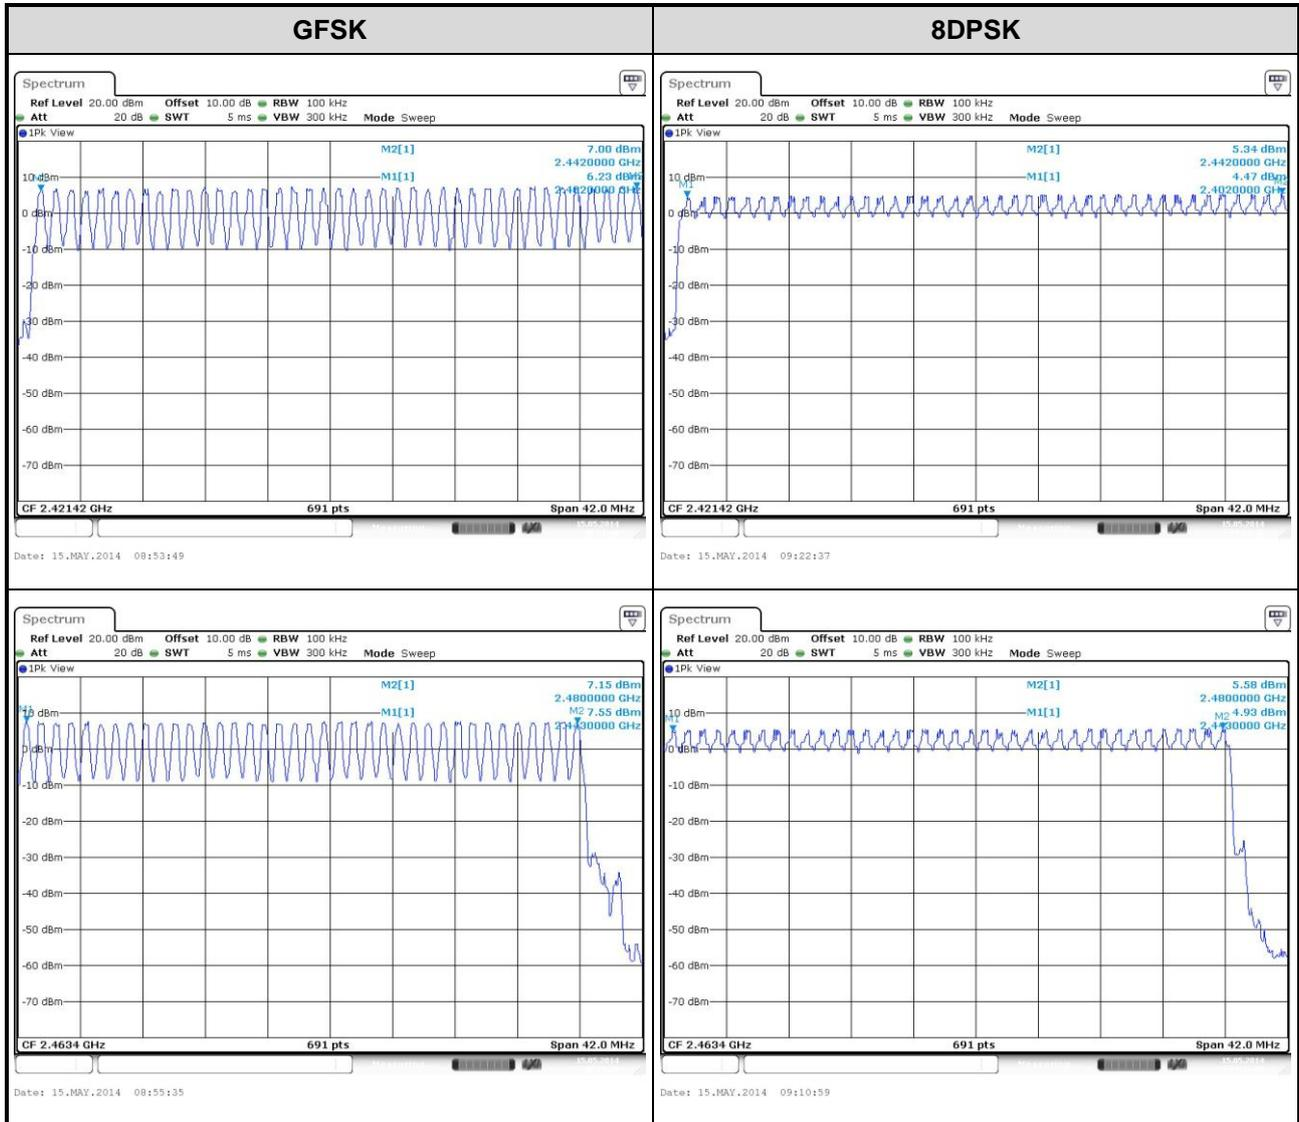 GFSK
8DPSK
Spectrum
Ref Level 20.00 dBm Offset 10.00 dB RBW 100 kHz
Att 20 dB SWT 5 ms VBW 300 kHz Mode Sweep
1Pk View
M2[1] 7.00 dBm
2.4420000 GHz
M1[1] 6.23 dBm
10 dBm
0 dBm
-10 dBm
-20 dBm
-30 dBm
-40 dBm
-50 dBm
-60 dBm
-70 dBm
CF 2.42142 GHz 691 pts Span 42.0 MHz
Date: 15.MAY.2014 08:53:49
Spectrum
Ref Level 20.00 dBm Offset 10.00 dB RBW 100 kHz
Att 20 dB SWT 5 ms VBW 300 kHz Mode Sweep
1Pk View
M2[1] 5.34 dBm
2.4420000 GHz
M1[1] 4.47 dBm
2.4020000 GHz
10 dBm
M1
0 dBm
-10 dBm
-20 dBm
-30 dBm
-40 dBm
-50 dBm
-60 dBm
-70 dBm
CF 2.42142 GHz 691 pts Span 42.0 MHz
Date: 15.MAY.2014 09:22:37
Spectrum
Ref Level 20.00 dBm Offset 10.00 dB RBW 100 kHz
Att 20 dB SWT 5 ms VBW 300 kHz Mode Sweep
1Pk View
M2[1] 7.15 dBm
2.4800000 GHz
M1[1] M2 7.55 dBm
10 dBm
0 dBm
-10 dBm
-20 dBm
-30 dBm
-40 dBm
-50 dBm
-60 dBm
-70 dBm
CF 2.4634 GHz 691 pts Span 42.0 MHz
Date: 15.MAY.2014 08:55:35
Spectrum
Ref Level 20.00 dBm Offset 10.00 dB RBW 100 kHz
Att 20 dB SWT 5 ms VBW 300 kHz Mode Sweep
1Pk View
M2[1] 5.58 dBm
2.4800000 GHz
M1[1] 4.93 dBm
10 dBm
M1
M2
0 dBm
-10 dBm
-20 dBm
-30 dBm
-40 dBm
-50 dBm
-60 dBm
-70 dBm
CF 2.4634 GHz 691 pts Span 42.0 MHz
Date: 15.MAY.2014 09:10:59